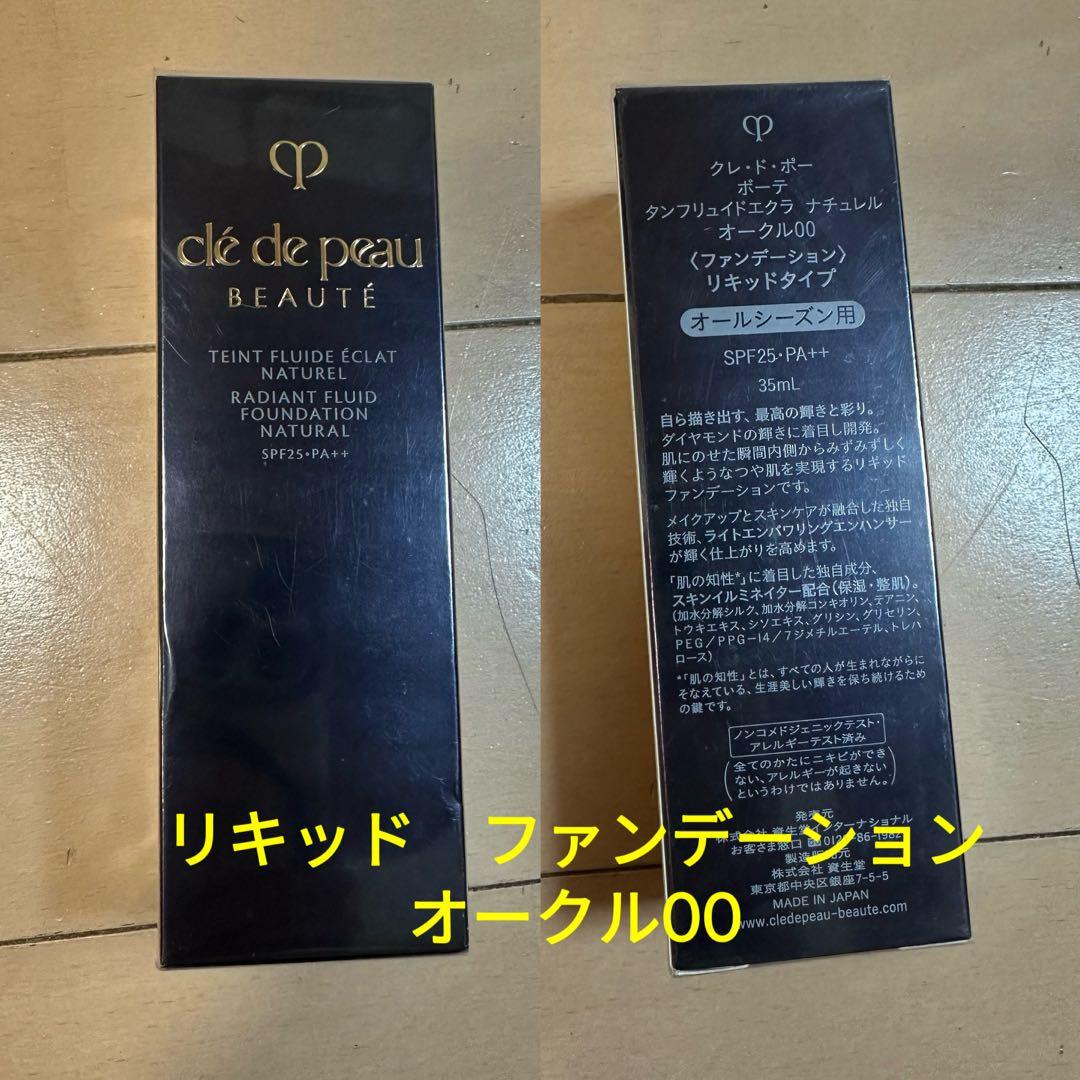 clé de peau
BEAUTÉ
TEINT FLUIDE ÉCLAT
NATUREL
RADIANT FLUID
FOUNDATION
NATURAL
SPF25・PA++
クレ・ド・ポー
ボーテ
タンフリュイドエクラ ナチュレル
オークル00
〈ファンデーション〉
リキッドタイプ
オールシーズン用
SPF25・PA++
35mL
自ら描き出す、最高の輝きと彩り。
ダイヤモンドの輝きに着目し開発。
肌にのせた瞬間内側からみずみずしく
輝くようなつや肌を実現するリキッド
ファンデーションです。
メイクアップとスキンケアが融合した独自
技術、ライトエンパワリングエンハンサー
が輝く仕上がりを高めます。
「肌の知性*」に着目した独自成分、
スキンイルミネイター配合(保湿・整肌)。
(加水分解シルク、加水分解コンキオリン、テアニン、
トウキエキス、シソエキス、グリシン、グリセリン、
PEG/PPG-14/7ジメチルエーテル、トレハ
ロース)
*「肌の知性」とは、すべての人が生まれながらに
そなえている、生涯美しい輝きを保ち続けるため
の鍵です。
ノンコメドジェニックテスト・
アレルギーテスト済み
(全てのかたにニキビができ
ない、アレルギーが起きない
というわけではありません。)
発売元
株式会社 資生堂インターナショナル
お客さま窓口
製造販売元
株式会社 資生堂
東京都中央区銀座7-5-5
MADE IN JAPAN
www.cledepeau-beaute.com
リキッド ファンデーション
オークル00